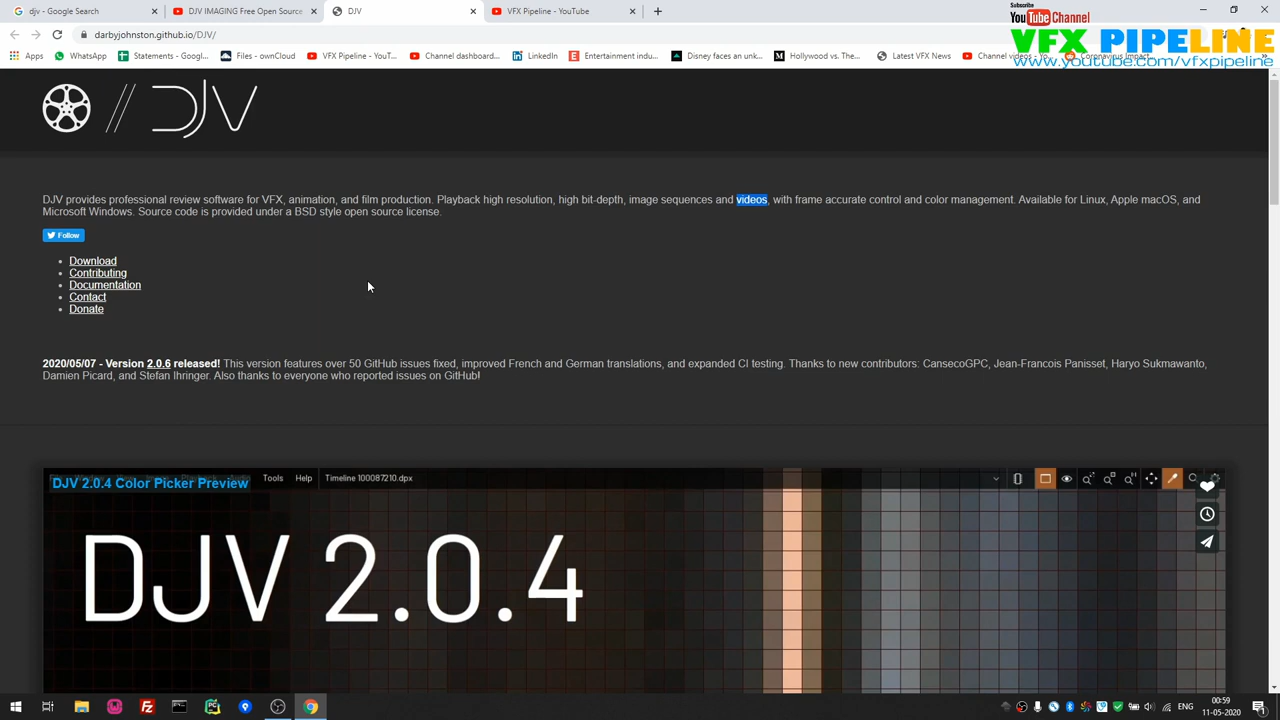 djv - Google Search
DJV IMAGING Free Open Source
DJV
VFX Pipeline - YouTube
Subscribe
YouTube Channel
VFX PIPELINE
www.youtube.com/vfxpipeline
darbyjohnston.github.io/DJV/
Apps
WhatsApp
Statements - Googl...
Files - ownCloud
VFX Pipeline - YouT...
Channel dashboard...
LinkedIn
Entertainment indu...
Disney faces an unk...
Hollywood vs. The...
Latest VFX News
Channel videos - Yo...
Coronavirus Impact
// DJV
DJV provides professional review software for VFX, animation, and film production. Playback high resolution, high bit-depth, image sequences and videos, with frame accurate control and color management. Available for Linux, Apple macOS, and
Microsoft Windows. Source code is provided under a BSD style open source license.
Follow
Download
Contributing
Documentation
Contact
Donate
2020/05/07 - Version 2.0.6 released! This version features over 50 GitHub issues fixed, improved French and German translations, and expanded CI testing. Thanks to new contributors: CansecoGPC, Jean-Francois Panisset, Haryo Sukmawanto,
Damien Picard, and Stefan Ihringer. Also thanks to everyone who reported issues on GitHub!
DJV 2.0.4 Color Picker Preview
Tools
Help
Timeline 100087210.dpx
DJV 2.0.4
ENG
00:59
11-05-2020